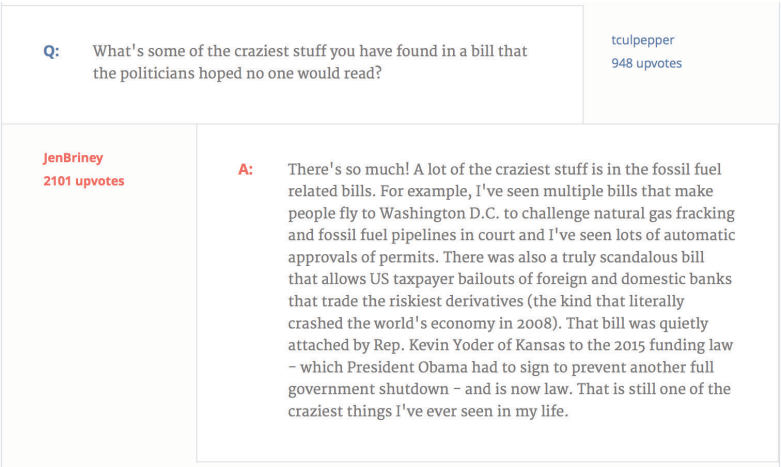 Q: What's some of the craziest stuff you have found in a bill that
the politicians hoped no one would read?
tculpepper
948 upvotes
JenBriney
2101 upvotes
A: There's so much! A lot of the craziest stuff is in the fossil fuel
related bills. For example, I've seen multiple bills that make
people fly to Washington D.C. to challenge natural gas fracking
and fossil fuel pipelines in court and I've seen lots of automatic
approvals of permits. There was also a truly scandalous bill
that allows US taxpayer bailouts of foreign and domestic banks
that trade the riskiest derivatives (the kind that literally
crashed the world's economy in 2008). That bill was quietly
attached by Rep. Kevin Yoder of Kansas to the 2015 funding law
– which President Obama had to sign to prevent another full
government shutdown – and is now law. That is still one of the
craziest things I've ever seen in my life.